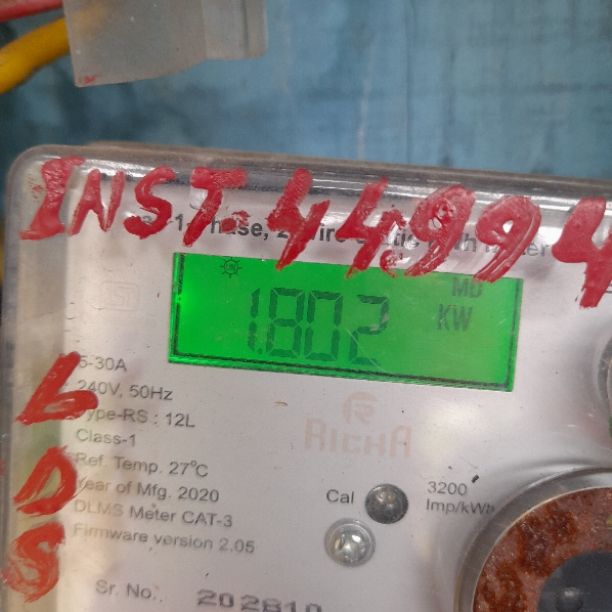 INST. 44994
1-Phase, 2 Wire Static
MD
1.802 KW
5-30A
240V, 50Hz
Type-RS : 12L
Class-1
Ref. Temp. 27°C
Year of Mfg. 2020
DLMS Meter CAT-3
Firmware version 2.05
RICHA
Cal
3200
Imp/kWh
Sr. No.. 202810
L
D
S